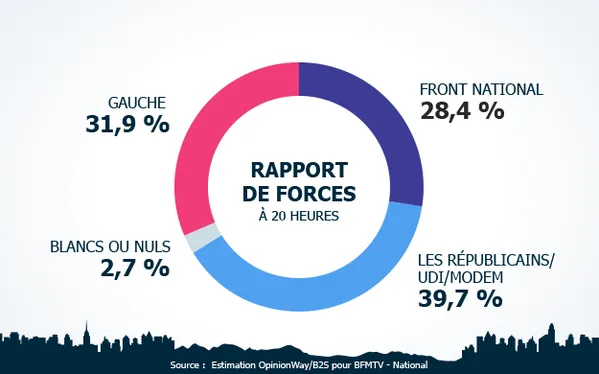 GAUCHE
31,9 %
FRONT NATIONAL
28,4 %
RAPPORT
DE FORCES
À 20 HEURES
BLANCS OU NULS
2,7 %
LES RÉPUBLICAINS/
UDI/MODEM
39,7 %
Source : Estimation OpinionWay/B2S pour BFMTV - National